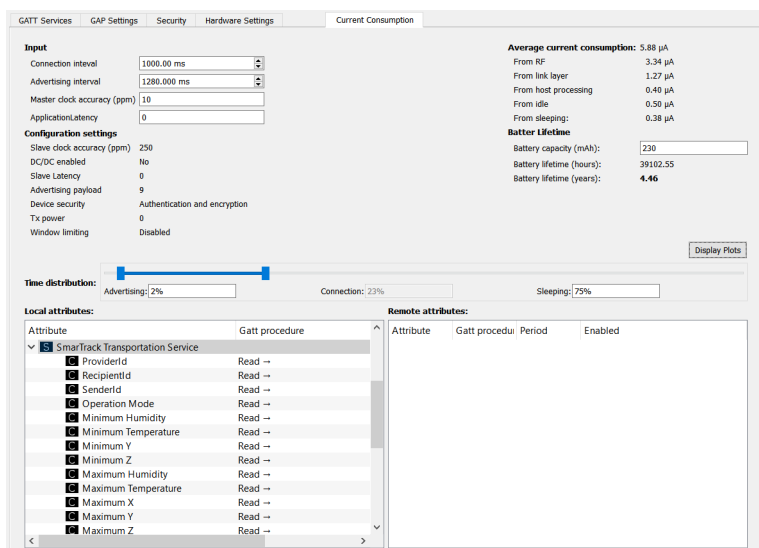 GATT Services GAP Settings Security Hardware Settings Current Consumption
Input
Connection inteval 1000.00 ms
Advertising interval 1280.000 ms
Master clock accuracy (ppm) 10
ApplicationLatency 0
Configuration settings
Slave clock accuracy (ppm) 250
DC/DC enabled No
Slave Latency 0
Advertising payload 9
Device security Authentication and encryption
Tx power 0
Window limiting Disabled
Average current consumption: 5.88 µA
From RF 3.34 µA
From link layer 1.27 µA
From host processing 0.40 µA
From idle 0.50 µA
From sleeping: 0.38 µA
Batter Lifetime
Battery capacity (mAh): 230
Battery lifetime (hours): 39102.55
Battery lifetime (years): 4.46
Display Plots
Time distribution:
Advertising: 2% Connection: 23% Sleeping: 75%
Local attributes:
Attribute Gatt procedure
S SmarTrack Transportation Service
C ProviderId Read →
C RecipientId Read →
C SenderId Read →
C Operation Mode Read →
C Minimum Humidity Read →
C Minimum Temperature Read →
C Minimum Y Read →
C Minimum Z Read →
C Maximum Humidity Read →
C Maximum Temperature Read →
C Maximum X Read →
C Maximum Y Read →
C Maximum Z Read →
Remote attributes:
Attribute Gatt procedu Period Enabled